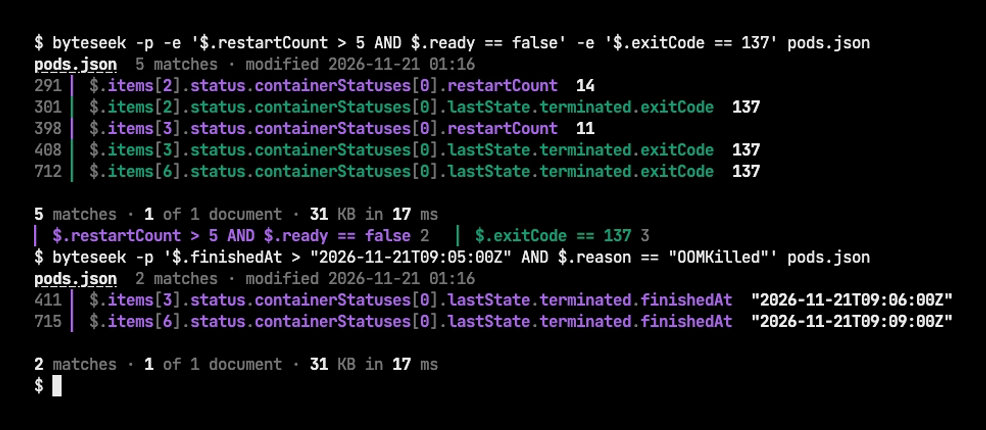 $ byteseek -p -e '$.restartCount > 5 AND $.ready == false' -e '$.exitCode == 137' pods.json
pods.json  5 matches · modified 2026-11-21 01:16
291 | $.items[2].status.containerStatuses[0].restartCount  14
301 | $.items[2].status.containerStatuses[0].lastState.terminated.exitCode  137
398 | $.items[3].status.containerStatuses[0].restartCount  11
408 | $.items[3].status.containerStatuses[0].lastState.terminated.exitCode  137
712 | $.items[6].status.containerStatuses[0].lastState.terminated.exitCode  137
5 matches · 1 of 1 document · 31 KB in 17 ms
| $.restartCount > 5 AND $.ready == false 2  | $.exitCode == 137 3
$ byteseek -p '$.finishedAt > "2026-11-21T09:05:00Z" AND $.reason == "OOMKilled"' pods.json
pods.json  2 matches · modified 2026-11-21 01:16
411 | $.items[3].status.containerStatuses[0].lastState.terminated.finishedAt  "2026-11-21T09:06:00Z"
715 | $.items[6].status.containerStatuses[0].lastState.terminated.finishedAt  "2026-11-21T09:09:00Z"
2 matches · 1 of 1 document · 31 KB in 17 ms
$